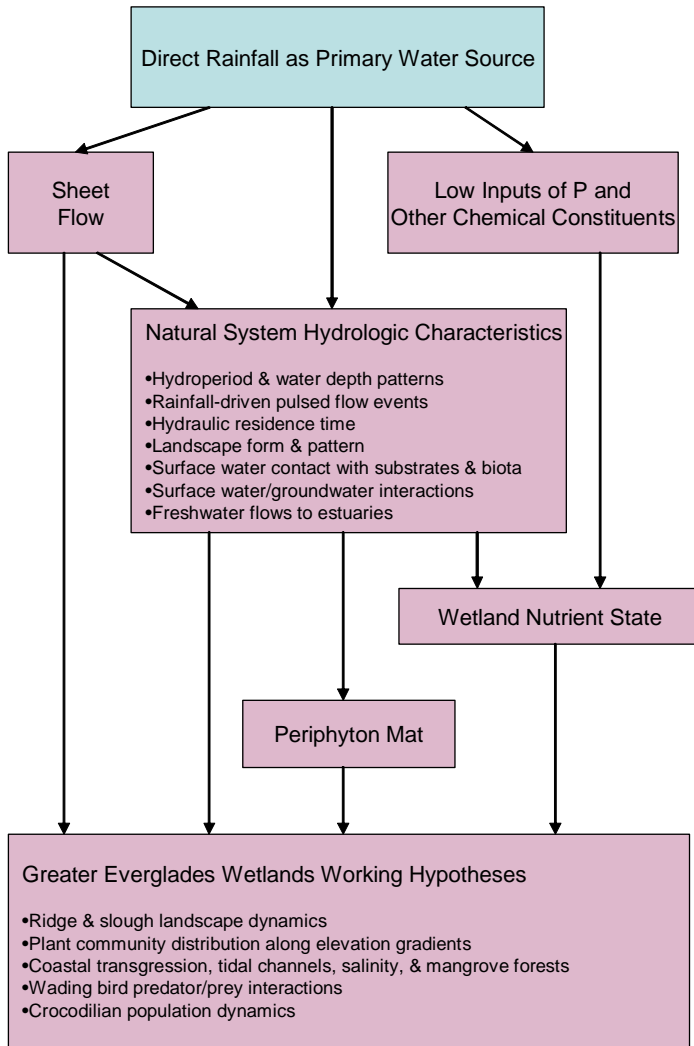 Direct Rainfall as Primary Water Source
Sheet
Flow
Low Inputs of P and
Other Chemical Constituents
Natural System Hydrologic Characteristics
•Hydroperiod & water depth patterns
•Rainfall-driven pulsed flow events
•Hydraulic residence time
•Landscape form & pattern
•Surface water contact with substrates & biota
•Surface water/groundwater interactions
•Freshwater flows to estuaries
Wetland Nutrient State
Periphyton Mat
Greater Everglades Wetlands Working Hypotheses
•Ridge & slough landscape dynamics
•Plant community distribution along elevation gradients
•Coastal transgression, tidal channels, salinity, & mangrove forests
•Wading bird predator/prey interactions
•Crocodilian population dynamics